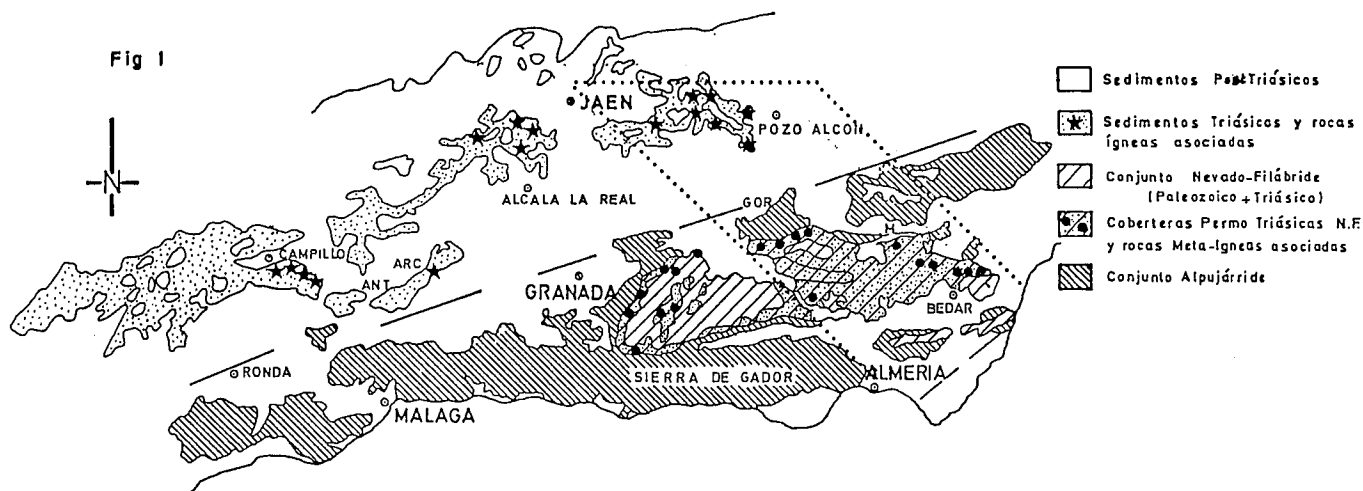 Fig 1
N
JAEN
POZO ALCON
ALCALA LA REAL
GOR
M.
CAMPILLO
ARC
ANT
GRANADA
BEDAR
RONDA
SIERRA DE GADOR
ALMERIA
MALAGA
Sedimentos PostTriásicos
Sedimentos Triásicos y rocas
ígneas asociadas
Conjunto Nevado-Filábride
(Paleozoico + Triásico)
Coberteras Permo Triásicas N.F.
y rocas Meta-Igneas asociadas
Conjunto Alpujárride